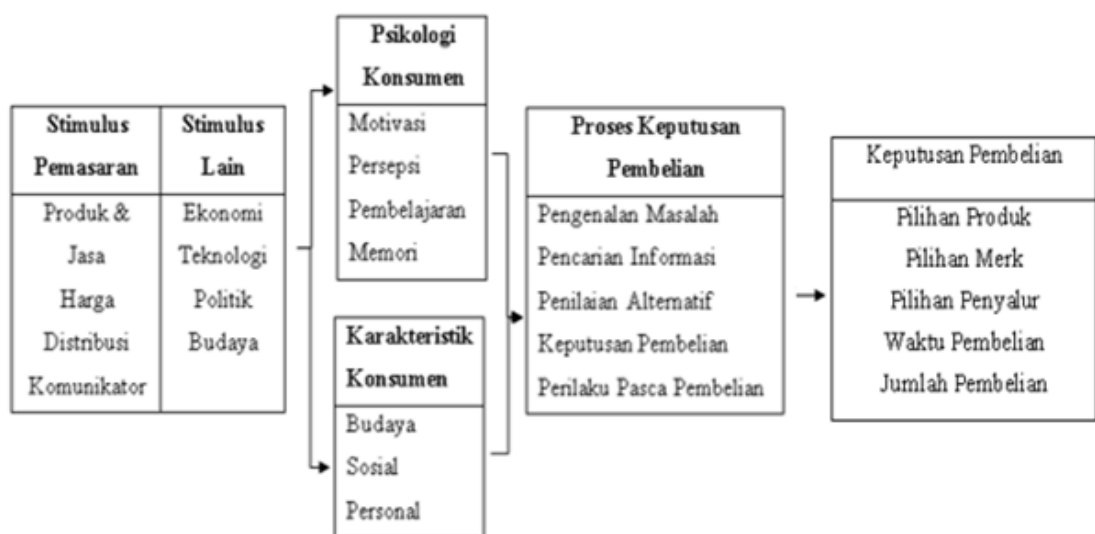 Stimulus
Pemasaran
Produk &
Jasa
Harga
Distribusi
Komunikator
Stimulus
Lain
Ekonomi
Teknologi
Politik
Budaya
Psikologi
Konsumen
Motivasi
Persepsi
Pembelajaran
Memori
Karakteristik
Konsumen
Budaya
Sosial
Personal
Proses Keputusan
Pembelian
Pengenalan Masalah
Pencarian Informasi
Penilaian Alternatif
Keputusan Pembelian
Perilaku Pasca Pembelian
Keputusan Pembelian
Pilihan Produk
Pilihan Merk
Pilihan Penyalur
Waktu Pembelian
Jumlah Pembelian